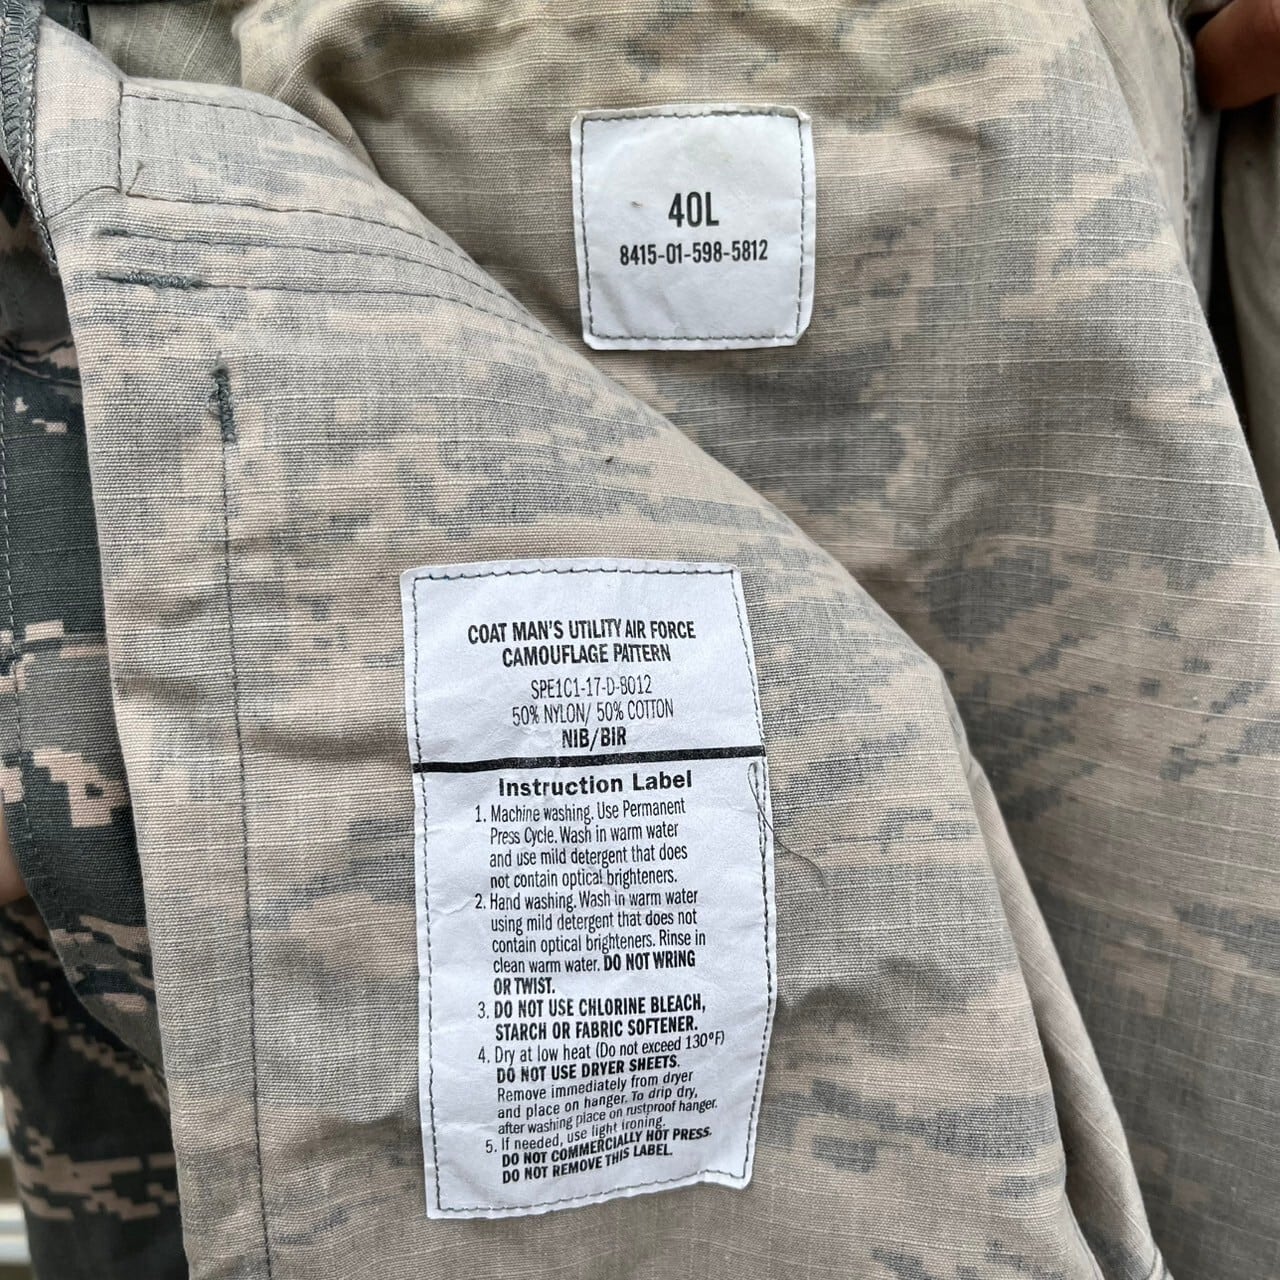 40L
8415-01-598-5812
COAT MAN'S UTILITY AIR FORCE
CAMOUFLAGE PATTERN
SPE1C1-17-D-B012
50% NYLON/ 50% COTTON
NIB/BIR
Instruction Label
1. Machine washing. Use Permanent
Press Cycle. Wash in warm water
and use mild detergent that does
not contain optical brighteners.
2. Hand washing. Wash in warm water
using mild detergent that does not
contain optical brighteners. Rinse in
clean warm water. DO NOT WRING
OR TWIST.
3. DO NOT USE CHLORINE BLEACH,
STARCH OR FABRIC SOFTENER.
4. Dry at low heat (Do not exceed 130°F)
DO NOT USE DRYER SHEETS.
Remove immediately from dryer
and place on hanger. To drip dry,
after washing place on rustproof hanger.
5. If needed, use light ironing.
DO NOT COMMERCIALLY HOT PRESS.
DO NOT REMOVE THIS LABEL.